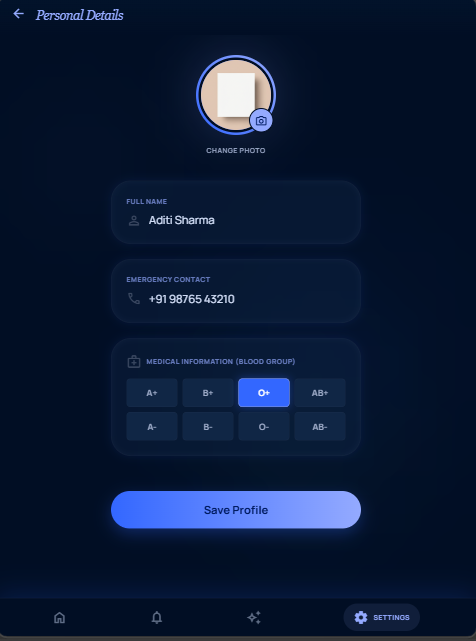 Personal Details
CHANGE PHOTO
FULL NAME
Aditi Sharma
EMERGENCY CONTACT
+91 98765 43210
MEDICAL INFORMATION (BLOOD GROUP)
A+ B+ O+ AB+
A- B- O- AB-
Save Profile
SETTINGS